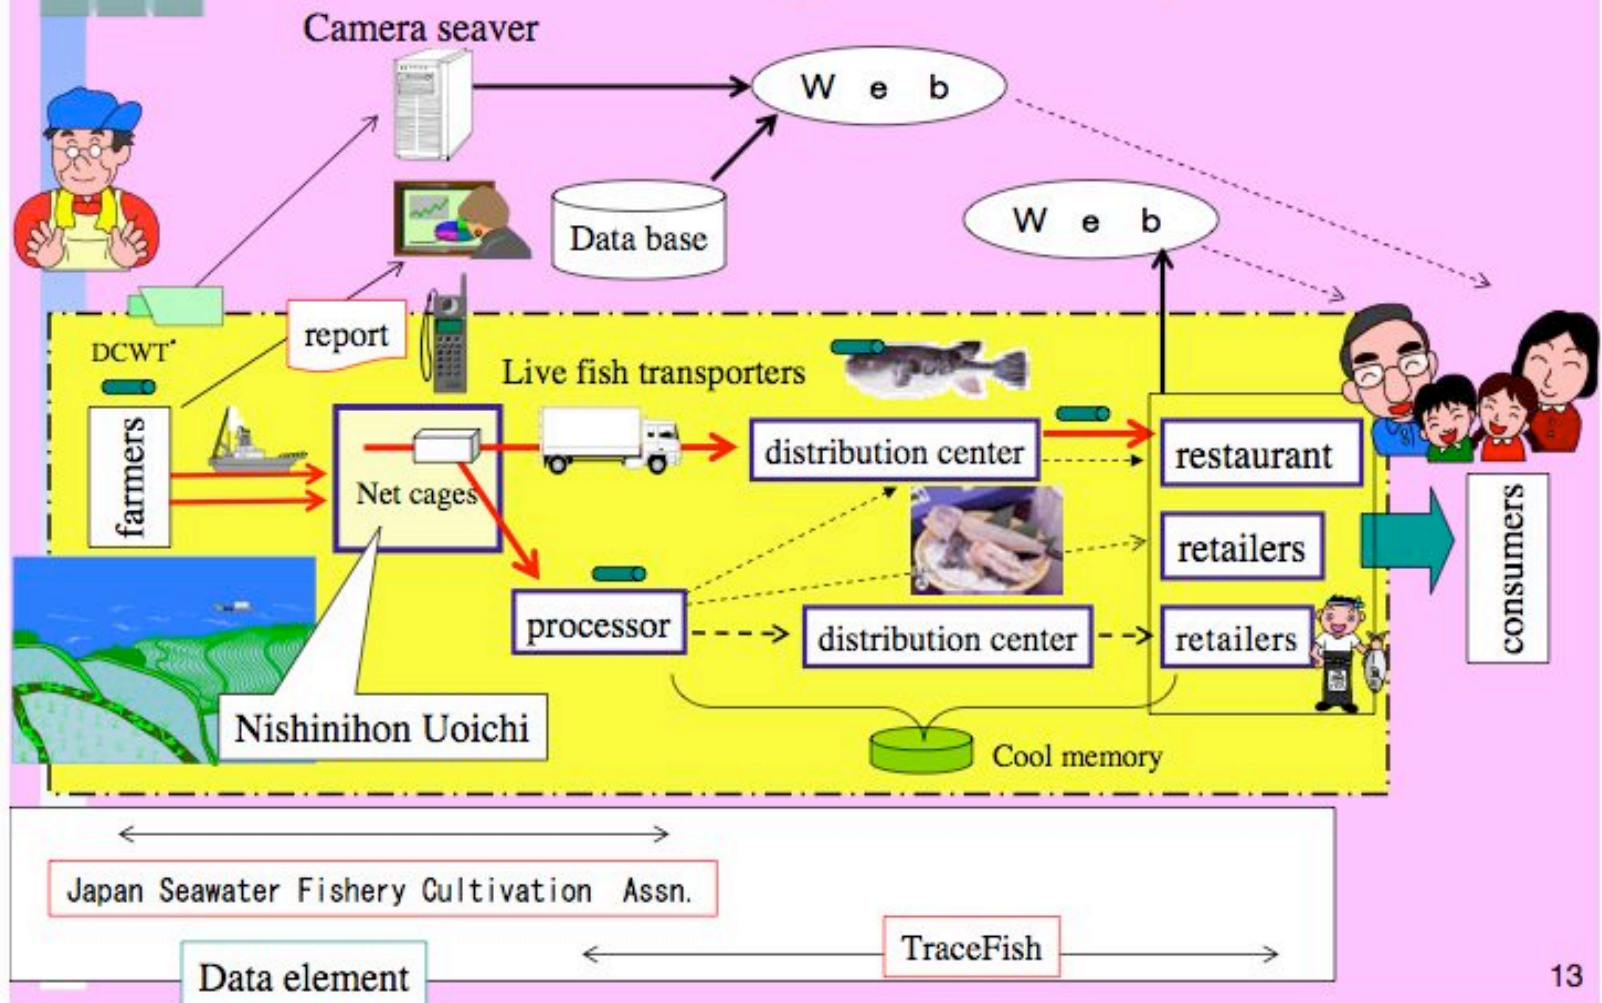 Camera seaver
W e b
Data base
W e b
report
DCWT*
Live fish transporters
farmers
Net cages
distribution center
restaurant
retailers
consumers
processor
distribution center
retailers
Nishinihon Uoichi
Cool memory
Japan Seawater Fishery Cultivation Assn.
TraceFish
Data element
13